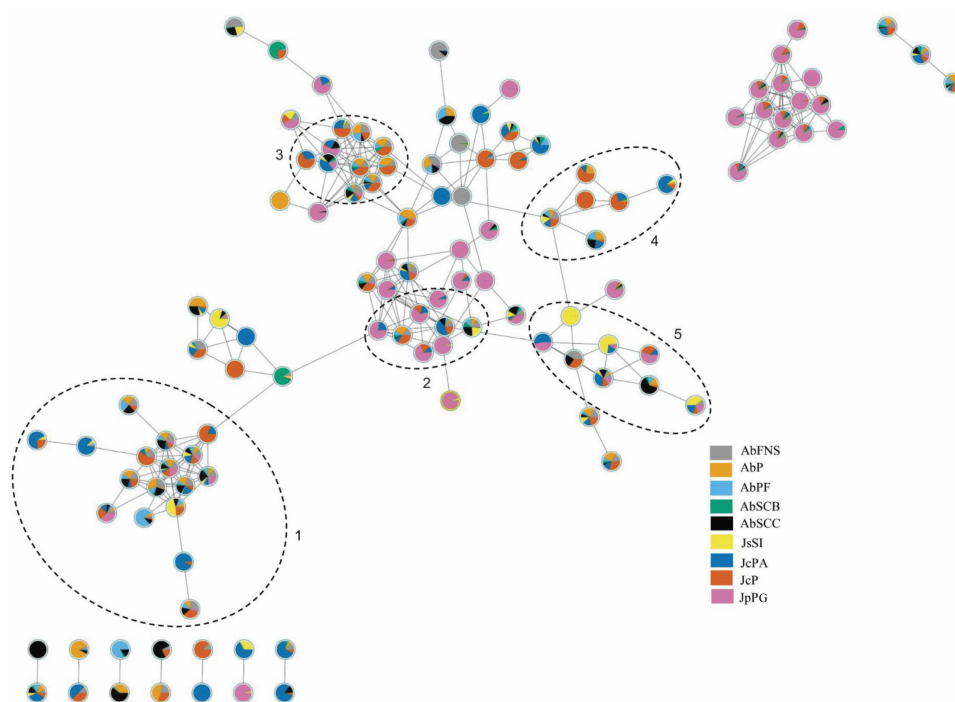 3
4
5
2
1
AbFNS
AbP
AbPF
AbSCB
AbSCC
JsSI
JcPA
JcP
JpPG